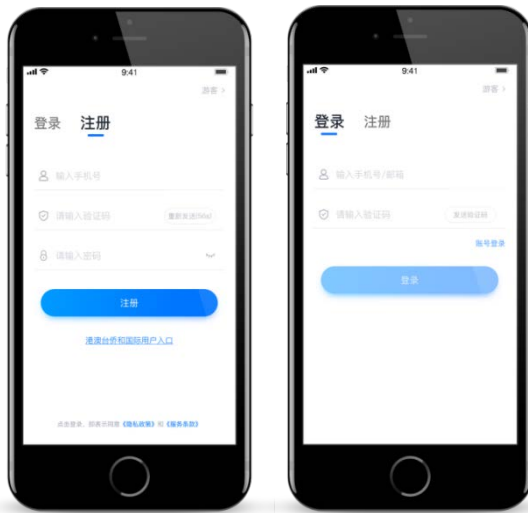 9:41
游客 >
登录 注册
输入手机号
请输入验证码 重新发送(56s)
请输入密码
注册
港澳台侨和国际用户入口
点击登录，即表示同意《隐私政策》和《服务条款》
9:41
游客 >
登录 注册
输入手机号/邮箱
请输入验证码 发送验证码
账号登录
登录